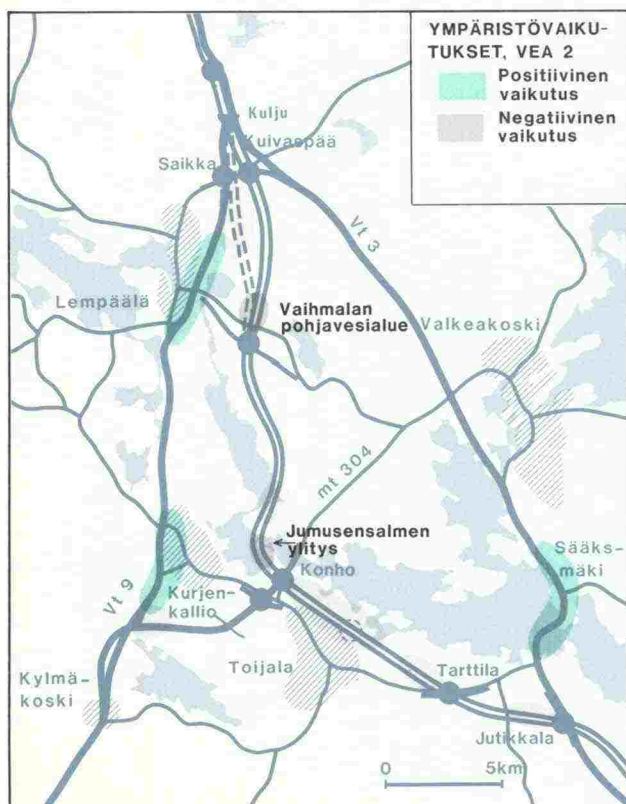 YMPÄRISTÖVAIKU-
TUKSET, VEA 2
Positiivinen
vaikutus
Negatiivinen
vaikutus
Kulju
Kuivaspää
Saikka
Vt 3
Lempäälä
Vaihmalan
pohjavesialue
Valkeakoski
mt 304
Jumusensalmen
ylitys
Konho
Sääks-
mäki
Vt 9
Kurjen-
kallio
Toijala
Kylmä-
koski
Tarttila
Jutikkala
0 5km